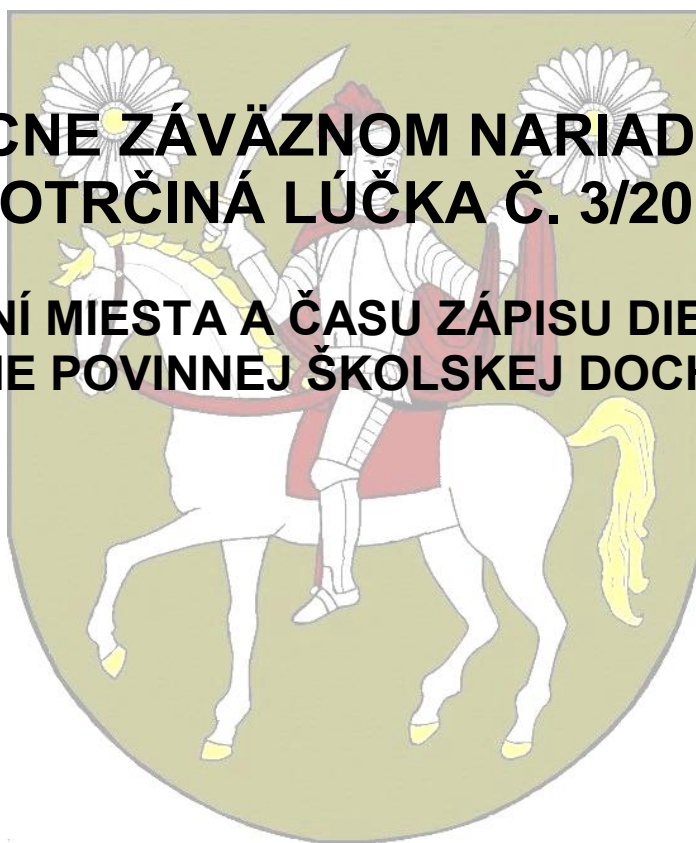 CNE ZÁVÄZNOM NARIAD
OTRČINÁ LÚČKA Č. 3/20
NÍ MIESTA A ČASU ZÁPISU DIE
IE POVINNEJ ŠKOLSKEJ DOCH